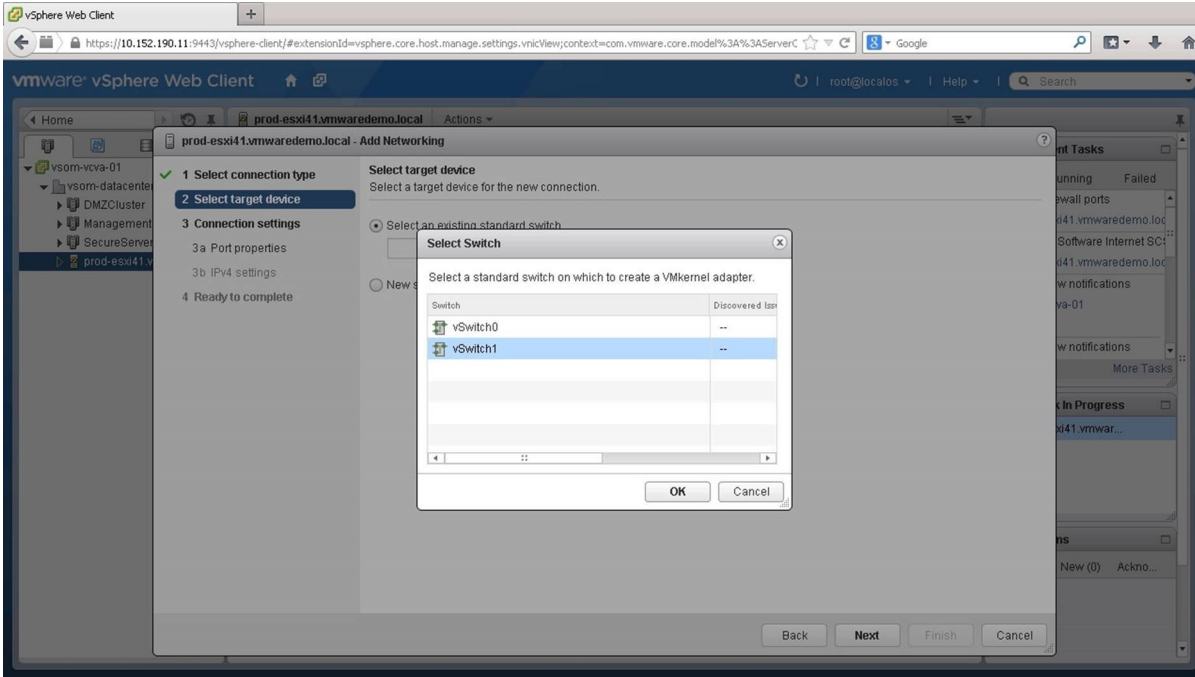 vSphere Web Client
https://10.152.190.11:9443/vsphere-client/#extensionId=vsphere.core.host.manage.settings.vnicView;context=com.vmware.core.model%3A%3AServerC
Google
vmware vSphere Web Client
root@localos
Help
Search
Home
prod-esxi41.vmwaredemo.local
Actions
vsom-vcva-01
vsom-datacenter
DMZCluster
Management
SecureServer
prod-esxi41.v
prod-esxi41.vmwaredemo.local - Add Networking
1 Select connection type
2 Select target device
3 Connection settings
3a Port properties
3b IPv4 settings
4 Ready to complete
Select target device
Select a target device for the new connection.
Select an existing standard switch
New s
Select Switch
Select a standard switch on which to create a VMkernel adapter.
Switch
Discovered Iss
vSwitch0
--
vSwitch1
--
OK
Cancel
Back
Next
Finish
Cancel
nt Tasks
unning
Failed
ewall ports
i41.vmwaredemo.loc
Software Internet SC
i41.vmwaredemo.loc
w notifications
va-01
w notifications
More Tasks
k In Progress
xi41.vmwar...
ms
New (0)
Ackno...